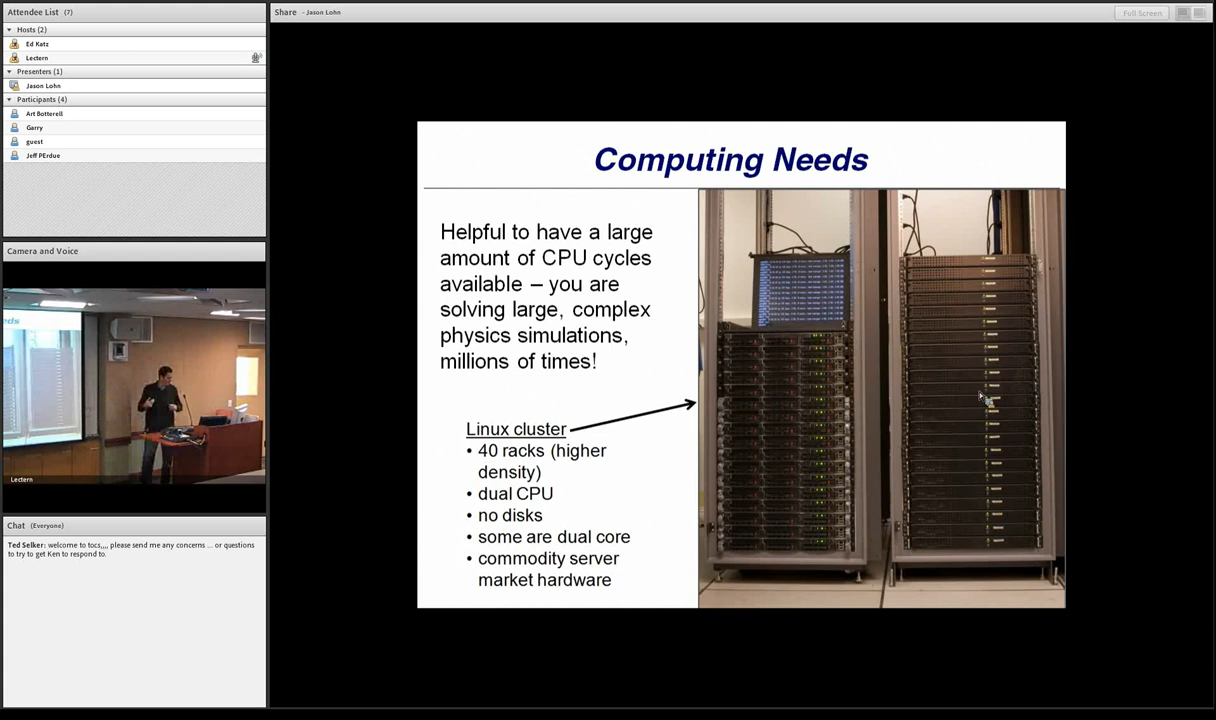 Attendee List (7)
Hosts (2)
Ed Katz
Lectern
Presenters (1)
Jason Lohn
Participants (4)
Art Botterell
Garry
guest
Jeff PErdue
Camera and Voice
eds
Lectern
Chat (Everyone)
Ted Selker: welcome to tocs,,,, please send me any concerns ... or questions
to try to get Ken to respond to.
Share - Jason Lohn
Full Screen
Computing Needs
Helpful to have a large
amount of CPU cycles
available – you are
solving large, complex
physics simulations,
millions of times!
Linux cluster
• 40 racks (higher
density)
• dual CPU
• no disks
• some are dual core
• commodity server
market hardware